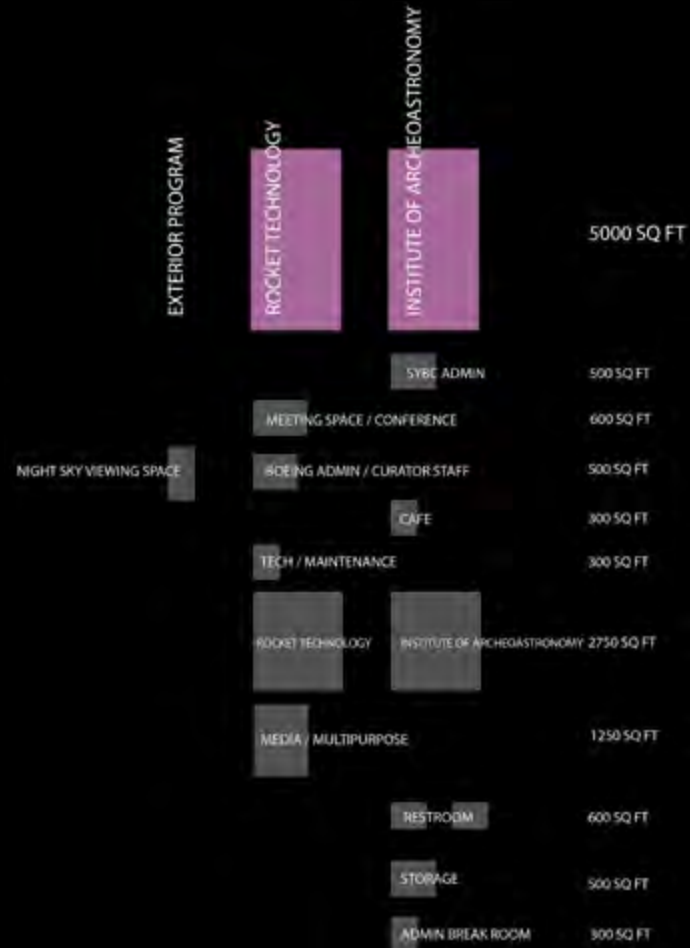 EXTERIOR PROGRAM
ROCKET TECHNOLOGY
INSTITUTE OF ARCHEOASTRONOMY
5000 SQ FT
SYBC ADMIN 500 SQ FT
MEETING SPACE / CONFERENCE 600 SQ FT
NIGHT SKY VIEWING SPACE BOEING ADMIN / CURATOR STAFF 500 SQ FT
CAFE 300 SQ FT
TECH / MAINTENANCE 300 SQ FT
ROCKET TECHNOLOGY INSTITUTE OF ARCHEOASTRONOMY 2750 SQ FT
MEDIA / MULTIPURPOSE 1250 SQ FT
RESTROOM 600 SQ FT
STORAGE 500 SQ FT
ADMIN BREAK ROOM 300 SQ FT